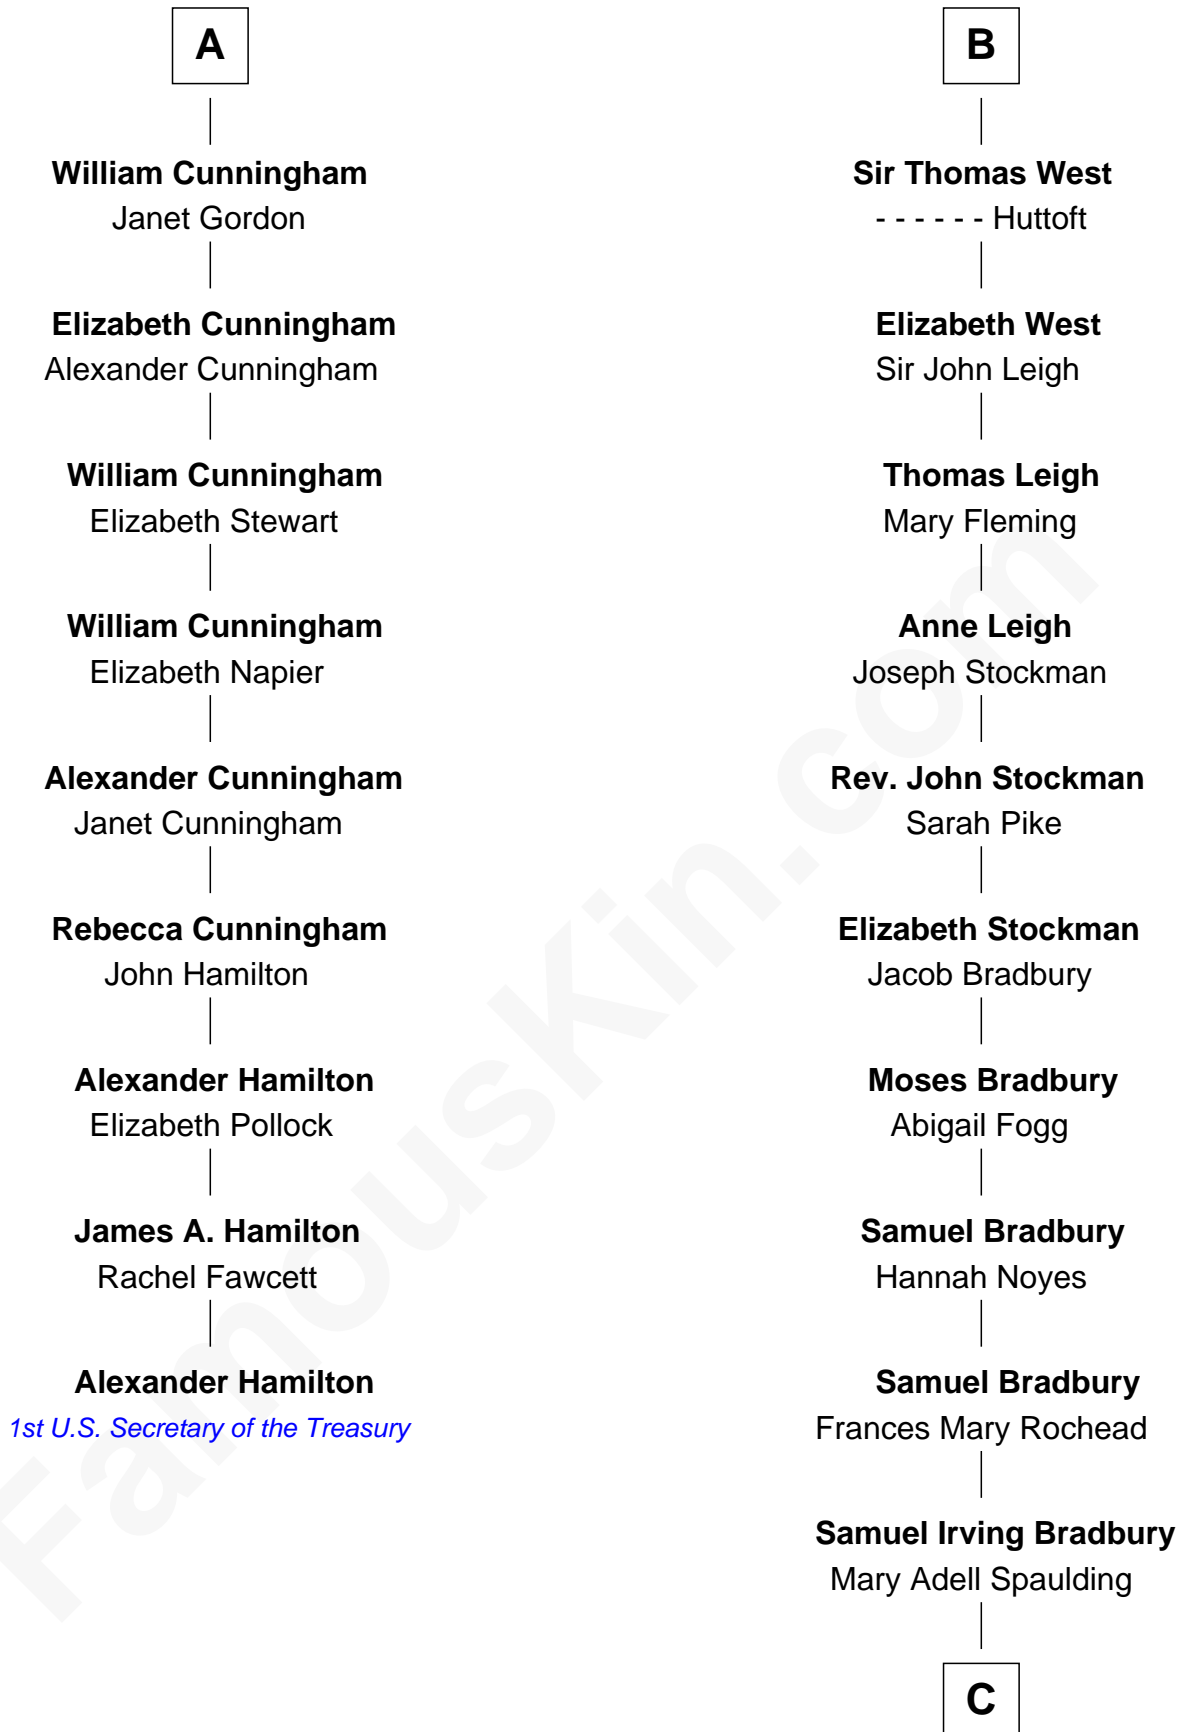 A
William Cunningham
Janet Gordon
Elizabeth Cunningham
Alexander Cunningham
William Cunningham
Elizabeth Stewart
William Cunningham
Elizabeth Napier
Alexander Cunningham
Janet Cunningham
Rebecca Cunningham
John Hamilton
Alexander Hamilton
Elizabeth Pollock
James A. Hamilton
Rachel Fawcett
Alexander Hamilton
1st U.S. Secretary of the Treasury
B
Sir Thomas West
- - - - - - Huttoft
Elizabeth West
Sir John Leigh
Thomas Leigh
Mary Fleming
Anne Leigh
Joseph Stockman
Rev. John Stockman
Sarah Pike
Elizabeth Stockman
Jacob Bradbury
Moses Bradbury
Abigail Fogg
Samuel Bradbury
Hannah Noyes
Samuel Bradbury
Frances Mary Rochead
Samuel Irving Bradbury
Mary Adell Spaulding
C
FamousKin.com